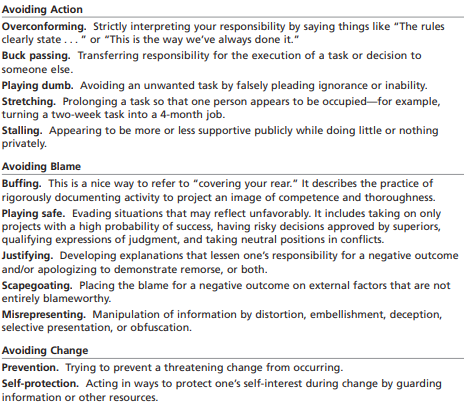 Avoiding Action
Overconforming. Strictly interpreting your responsibility by saying things like “The rules
clearly state . . . “ or “This is the way we’ve always done it.”
Buck passing. Transferring responsibility for the execution of a task or decision to
someone else.
Playing dumb. Avoiding an unwanted task by falsely pleading ignorance or inability.
Stretching. Prolonging a task so that one person appears to be occupied—for example,
turning a two-week task into a 4-month job.
Stalling. Appearing to be more or less supportive publicly while doing little or nothing
privately.
Avoiding Blame
Buffing. This is a nice way to refer to “covering your rear.” It describes the practice of
rigorously documenting activity to project an image of competence and thoroughness.
Playing safe. Evading situations that may reflect unfavorably. It includes taking on only
projects with a high probability of success, having risky decisions approved by superiors,
qualifying expressions of judgment, and taking neutral positions in conflicts.
Justifying. Developing explanations that lessen one’s responsibility for a negative outcome
and/or apologizing to demonstrate remorse, or both.
Scapegoating. Placing the blame for a negative outcome on external factors that are not
entirely blameworthy.
Misrepresenting. Manipulation of information by distortion, embellishment, deception,
selective presentation, or obfuscation.
Avoiding Change
Prevention. Trying to prevent a threatening change from occurring.
Self-protection. Acting in ways to protect one’s self-interest during change by guarding
information or other resources.